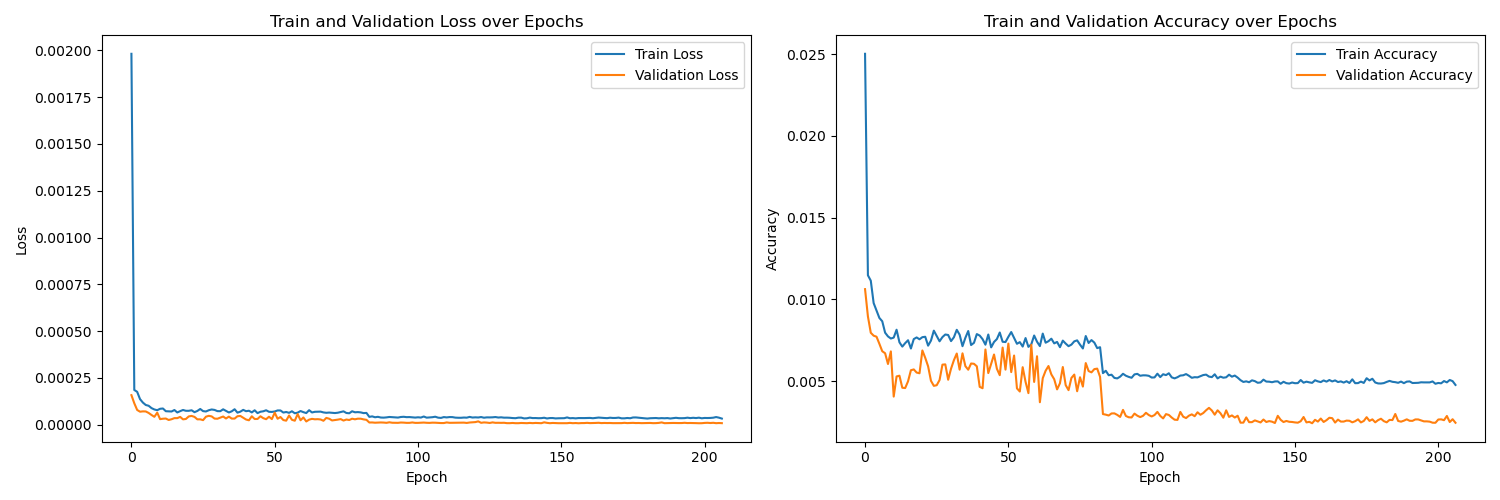 Train and Validation Loss over Epochs
Train Loss
Validation Loss
0.00200
0.00175
0.00150
0.00125
0.00100
0.00075
0.00050
0.00025
0.00000
Loss
0
50
100
150
200
Epoch
Train and Validation Accuracy over Epochs
Train Accuracy
Validation Accuracy
0.025
0.020
0.015
0.010
0.005
Accuracy
0
50
100
150
200
Epoch